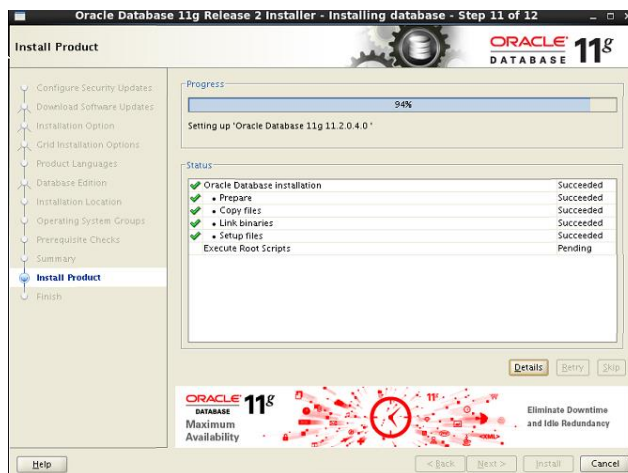 Oracle Database 11g Release 2 Installer - Installing database - Step 11 of 12
Install Product
ORACLE 11g
DATABASE
Configure Security Updates
Download Software Updates
Installation Option
Grid Installation Options
Product Languages
Database Edition
Installation Location
Operating System Groups
Prerequisite Checks
Summary
Install Product
Finish
Progress
94%
Setting up 'Oracle Database 11g 11.2.0.4.0 '
Status
Oracle Database installation Succeeded
• Prepare Succeeded
• Copy files Succeeded
• Link binaries Succeeded
• Setup files Succeeded
Execute Root Scripts Pending
Details Retry Skip
ORACLE 11g
DATABASE
Maximum
Availability
11g
Eliminate Downtime
and Idle Redundancy
Help < Back Next > Install Cancel